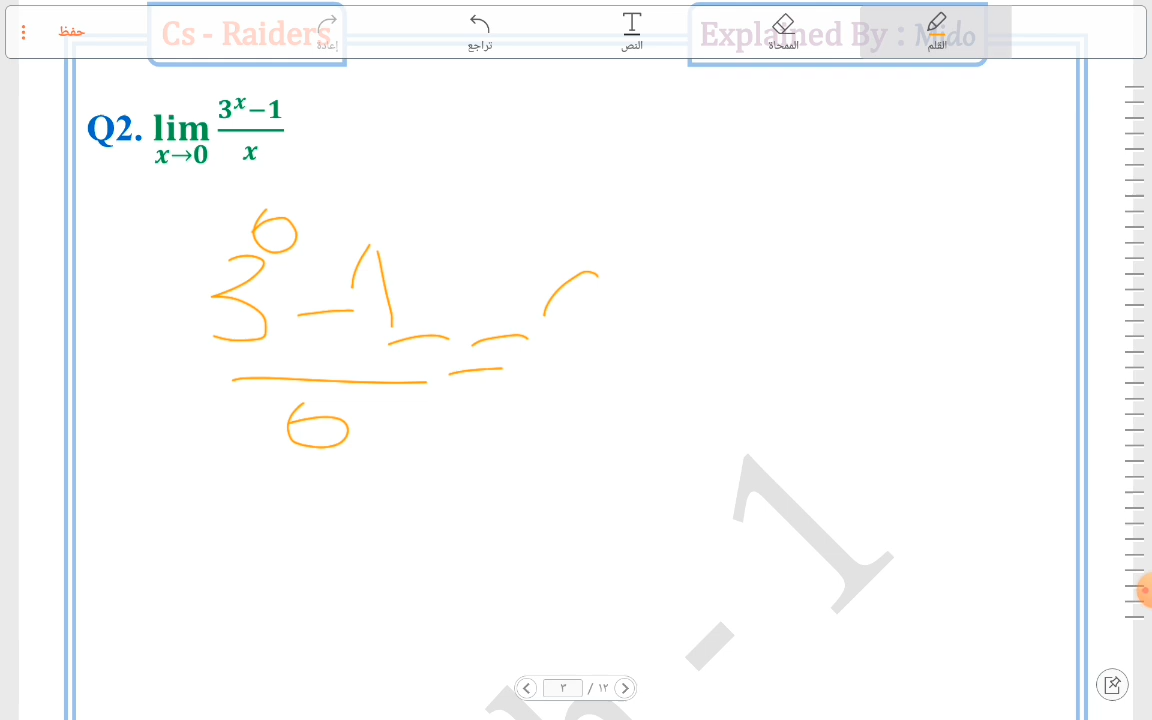 حفظ
إعادة
تراجع
النص
الممحاة
القلم
Cs - Raiders
Explained By : Mido
Q2. lim x→0 3^x−1 / x
3^0 − 1
0
٣ / ١٢
- 1